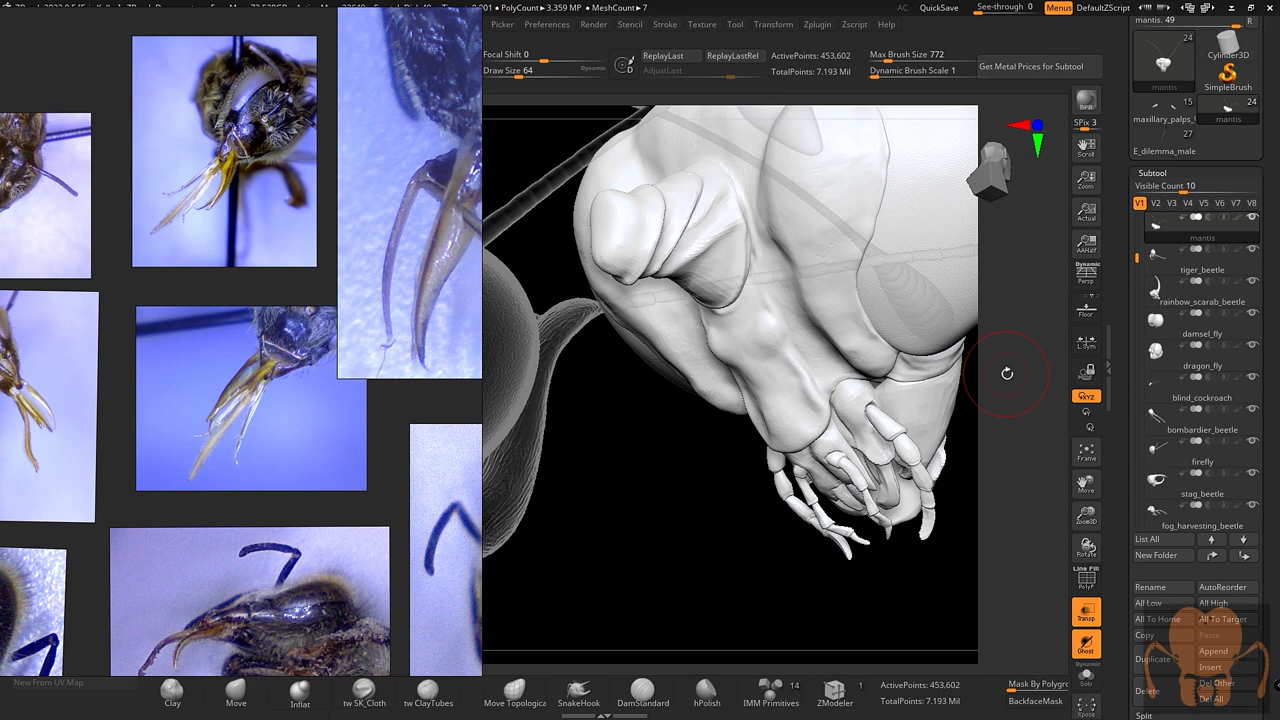 0.001 • PolyCount►3.359 MP • MeshCount►7
AC QuickSave See-through 0 Menus DefaultZScript
Picker Preferences Render Stencil Stroke Texture Tool Transform Zplugin Zscript Help
mantis. 49 R
Focal Shift 0
Draw Size 64 Dynamic
D
ReplayLast ReplayLastRel
AdjustLast
ActivePoints: 453,602
TotalPoints: 7.193 Mil
Max Brush Size 772
Dynamic Brush Scale 1
Get Metal Prices for Subtool
24
mantis
Cylinder3D
SimpleBrush
15
24
mantis
27
E_dilemma_male
BPR
SPix 3
Scroll
Zoom
Actual
AAHalf
Dynamic
Persp
Floor
L.Sym
XYZ
Frame
Move
Zoom3D
Rotate
Line Fill
PolyF
Transp
Ghost
Dynamic
Solo
Xpose
Subtool
Visible Count 10
V1 V2 V3 V4 V5 V6 V7 V8
mantis
tiger_beetle
rainbow_scarab_beetle
damsel_fly
dragon_fly
blind_cockroach
bombardier_beetle
firefly
stag_beetle
fog_harvesting_beetle
List All
New Folder
Rename AutoReorder
All Low All High
All To Home All To Target
Copy Paste
Append
Duplicate
Insert
Del Other
Delete
Del All
Split
New From UV Map
Clay
Move
Inflat
tw SK_Cloth
tw ClayTubes
Move Topologica
SnakeHook
DamStandard
hPolish
14
IMM Primitives
1
ZModeler
ActivePoints: 453,602
TotalPoints: 7.193 Mil
Mask By Polygro
BackfaceMask